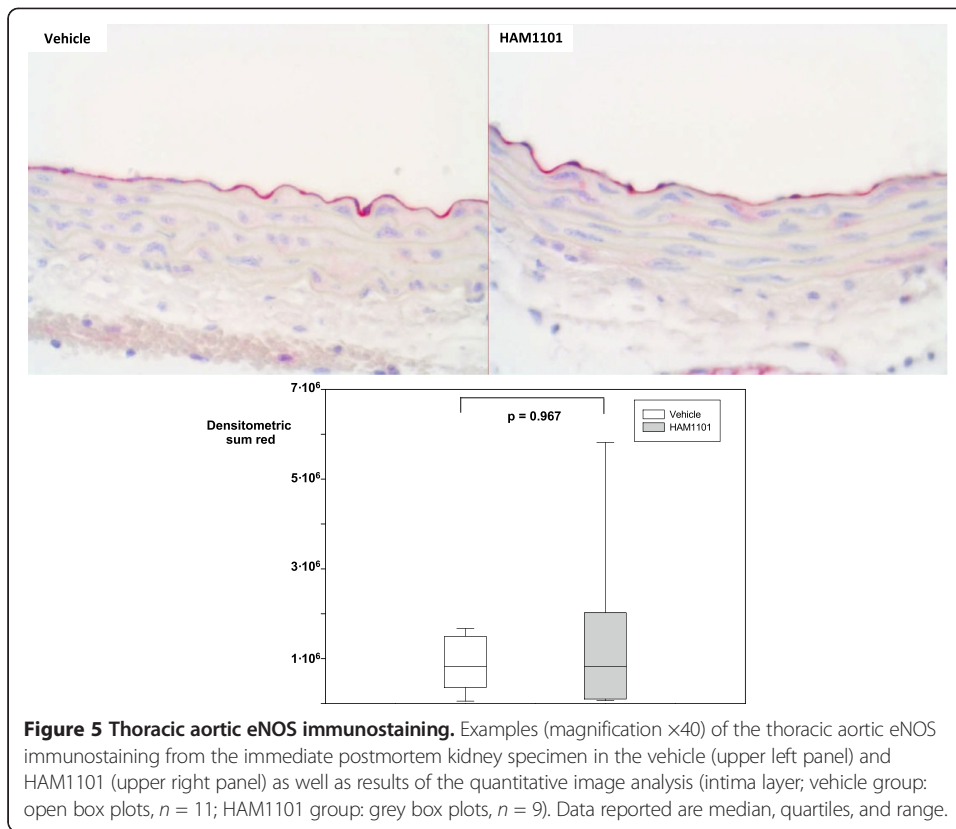 Vehicle
HAM1101
7·10⁶
Densitometric
sum red
p = 0.967
Vehicle
HAM1101
5·10⁶
3·10⁶
1·10⁶
Figure 5 Thoracic aortic eNOS immunostaining. Examples (magnification ×40) of the thoracic aortic eNOS
immunostaining from the immediate postmortem kidney specimen in the vehicle (upper left panel) and
HAM1101 (upper right panel) as well as results of the quantitative image analysis (intima layer; vehicle group:
open box plots, n = 11; HAM1101 group: grey box plots, n = 9). Data reported are median, quartiles, and range.